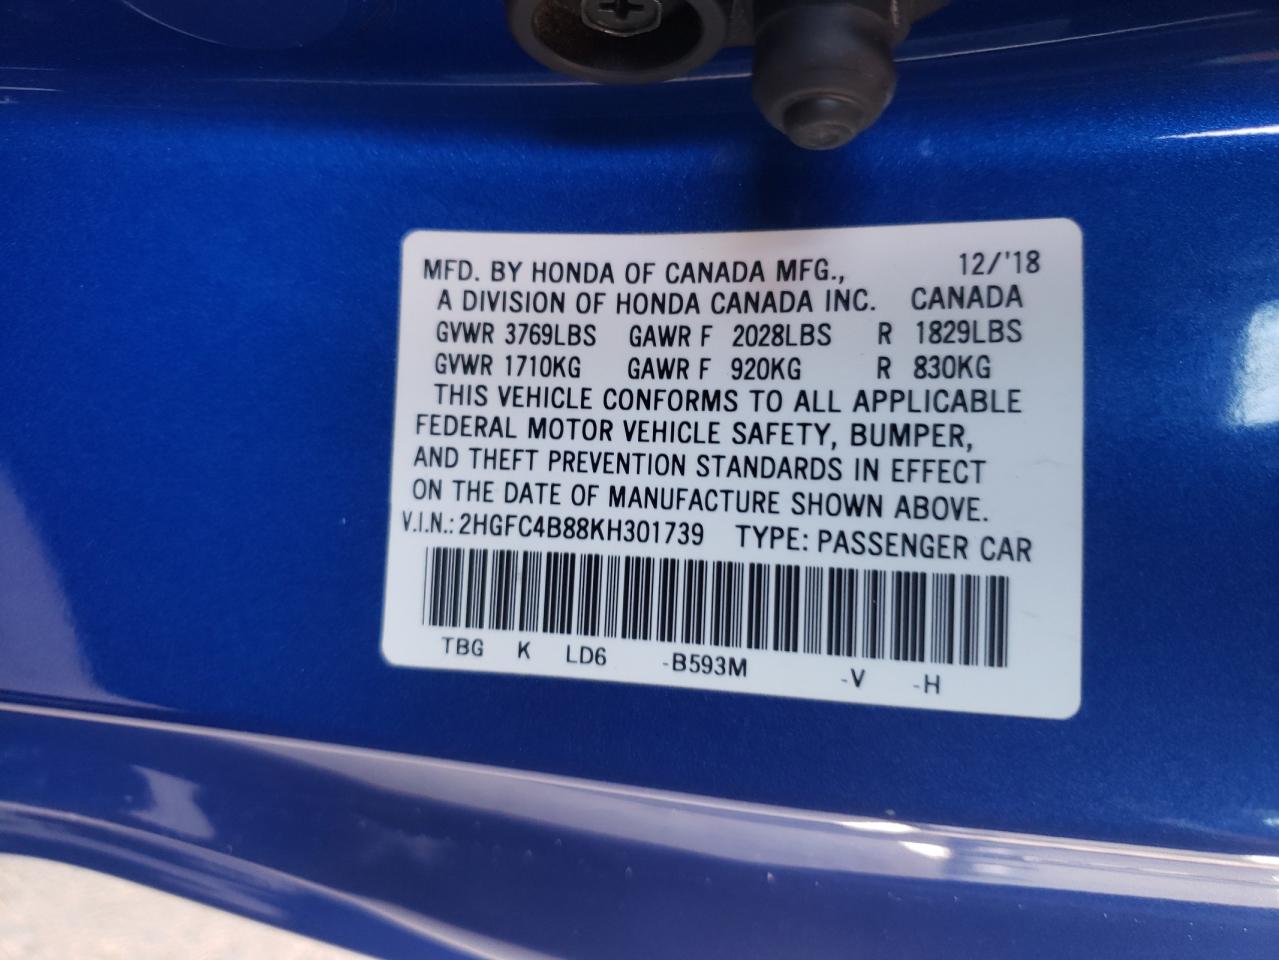 MFD. BY HONDA OF CANADA MFG., 12/'18
A DIVISION OF HONDA CANADA INC. CANADA
GVWR 3769LBS GAWR F 2028LBS R 1829LBS
GVWR 1710KG GAWR F 920KG R 830KG
THIS VEHICLE CONFORMS TO ALL APPLICABLE
FEDERAL MOTOR VEHICLE SAFETY, BUMPER,
AND THEFT PREVENTION STANDARDS IN EFFECT
ON THE DATE OF MANUFACTURE SHOWN ABOVE.
V.I.N.: 2HGFC4B88KH301739 TYPE: PASSENGER CAR
TBG K LD6 -B593M -V -H